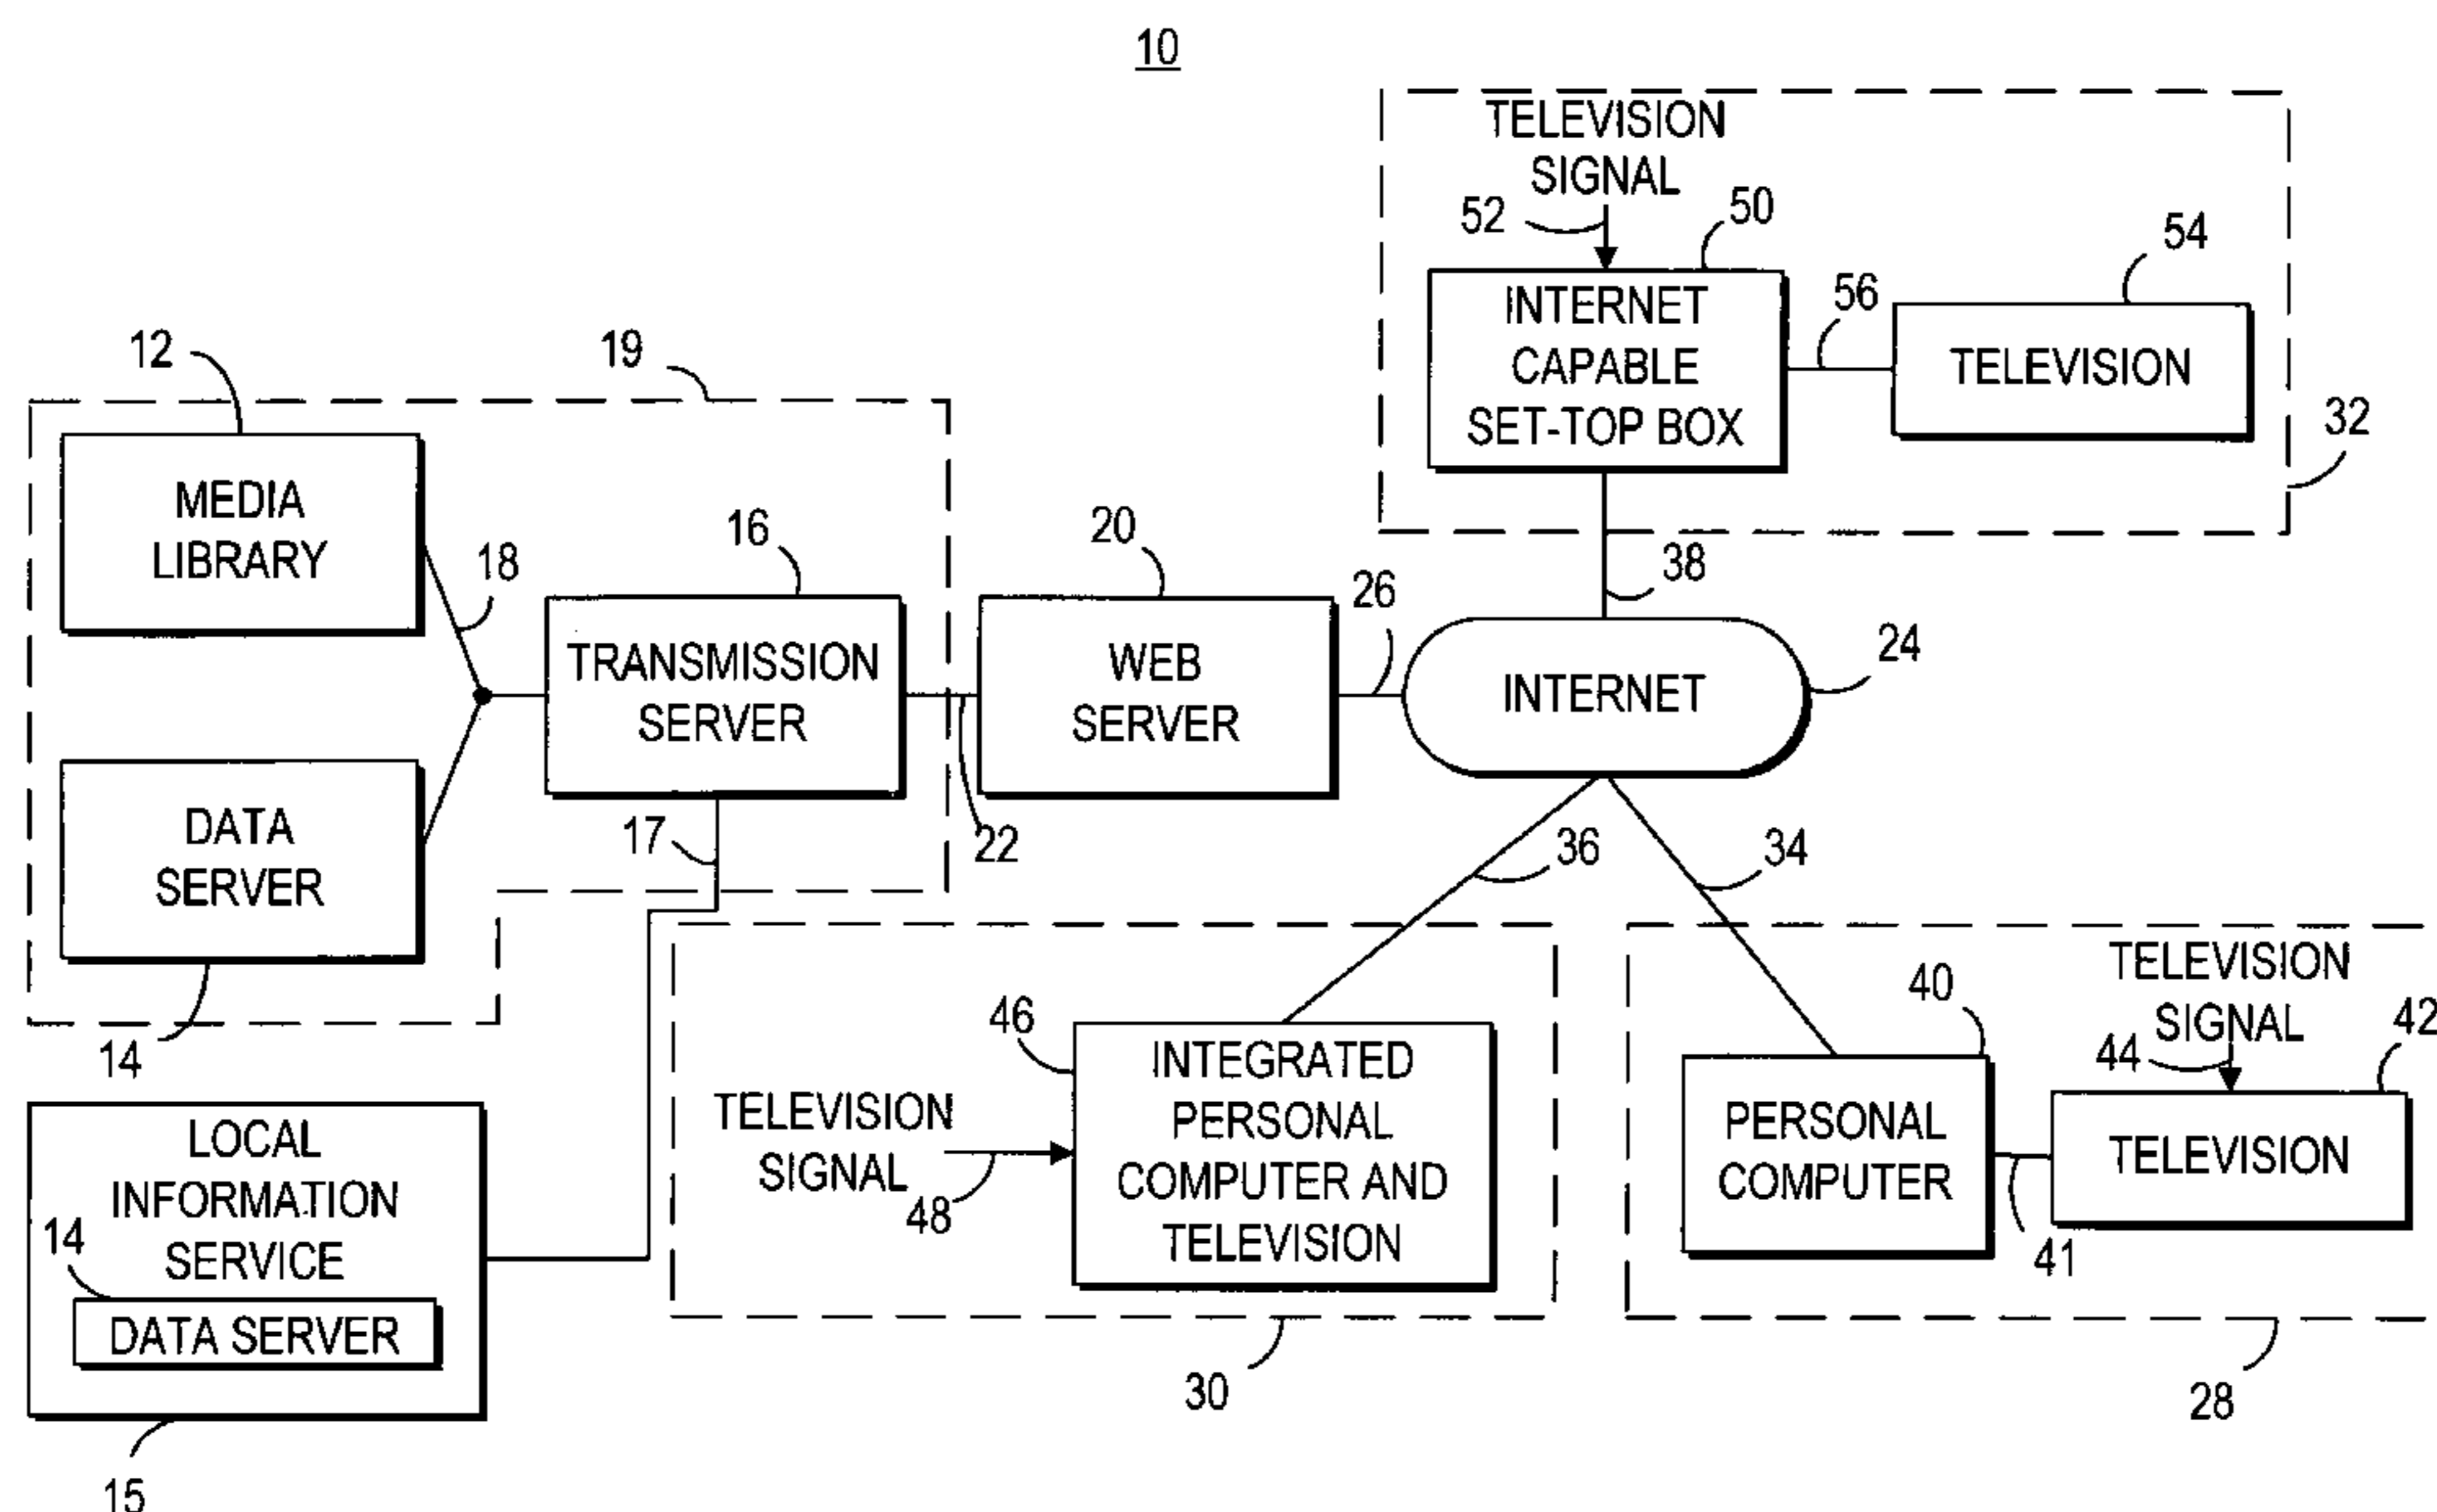 10
TELEVISION
SIGNAL
52
50
54
INTERNET
CAPABLE
SET-TOP BOX
56
TELEVISION
32
12
19
MEDIA
LIBRARY
18
16
20
26
38
TRANSMISSION
SERVER
WEB
SERVER
INTERNET
24
DATA
SERVER
14
17
22
36
34
LOCAL
INFORMATION
SERVICE
14
DATA SERVER
15
46
INTEGRATED
PERSONAL
COMPUTER AND
TELEVISION
TELEVISION
SIGNAL
48
30
40
TELEVISION
SIGNAL
44
42
PERSONAL
COMPUTER
41
TELEVISION
28